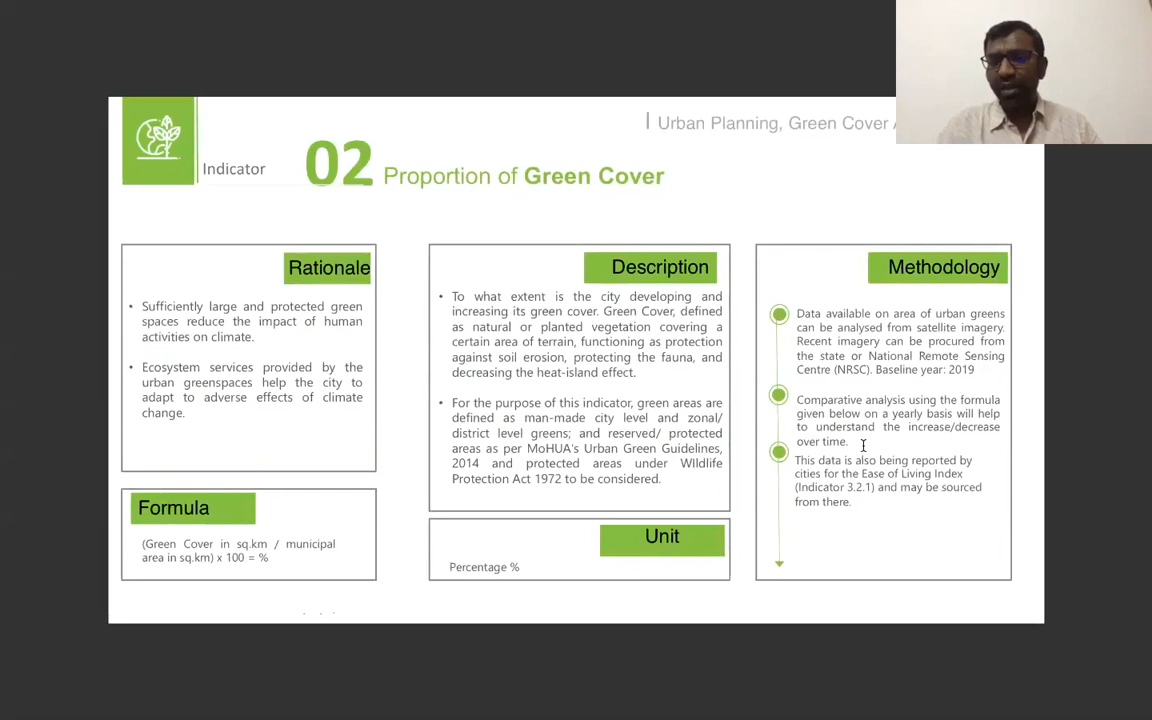 Urban Planning, Green Cover
Indicator
02 Proportion of Green Cover
Rationale
• Sufficiently large and protected green
spaces reduce the impact of human
activities on climate.
• Ecosystem services provided by the
urban greenspaces help the city to
adapt to adverse effects of climate
change.
Formula
(Green Cover in sq.km / municipal
area in sq.km) x 100 = %
Description
• To what extent is the city developing and
increasing its green cover. Green Cover, defined
as natural or planted vegetation covering a
certain area of terrain, functioning as protection
against soil erosion, protecting the fauna, and
decreasing the heat-island effect.
• For the purpose of this indicator, green areas are
defined as man-made city level and zonal/
district level greens; and reserved/ protected
areas as per MoHUA's Urban Green Guidelines,
2014 and protected areas under WIldlife
Protection Act 1972 to be considered.
Unit
Percentage %
Methodology
Data available on area of urban greens
can be analysed from satellite imagery.
Recent imagery can be procured from
the state or National Remote Sensing
Centre (NRSC). Baseline year: 2019
Comparative analysis using the formula
given below on a yearly basis will help
to understand the increase/decrease
over time.
This data is also being reported by
cities for the Ease of Living Index
(Indicator 3.2.1) and may be sourced
from there.